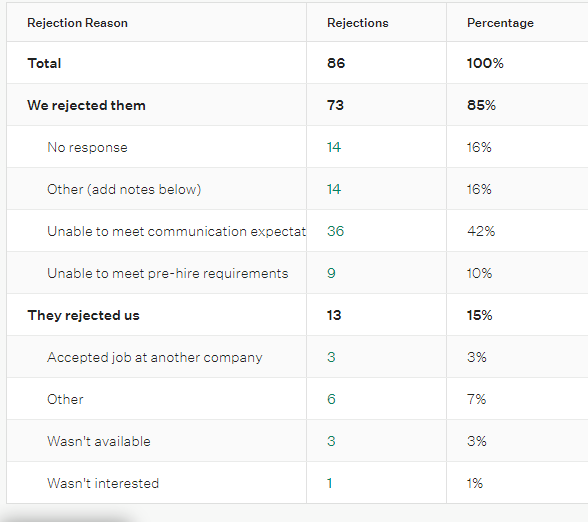 Rejection Reason Rejections Percentage
Total 86 100%
We rejected them 73 85%
No response 14 16%
Other (add notes below) 14 16%
Unable to meet communication expectat 36 42%
Unable to meet pre-hire requirements 9 10%
They rejected us 13 15%
Accepted job at another company 3 3%
Other 6 7%
Wasn't available 3 3%
Wasn't interested 1 1%